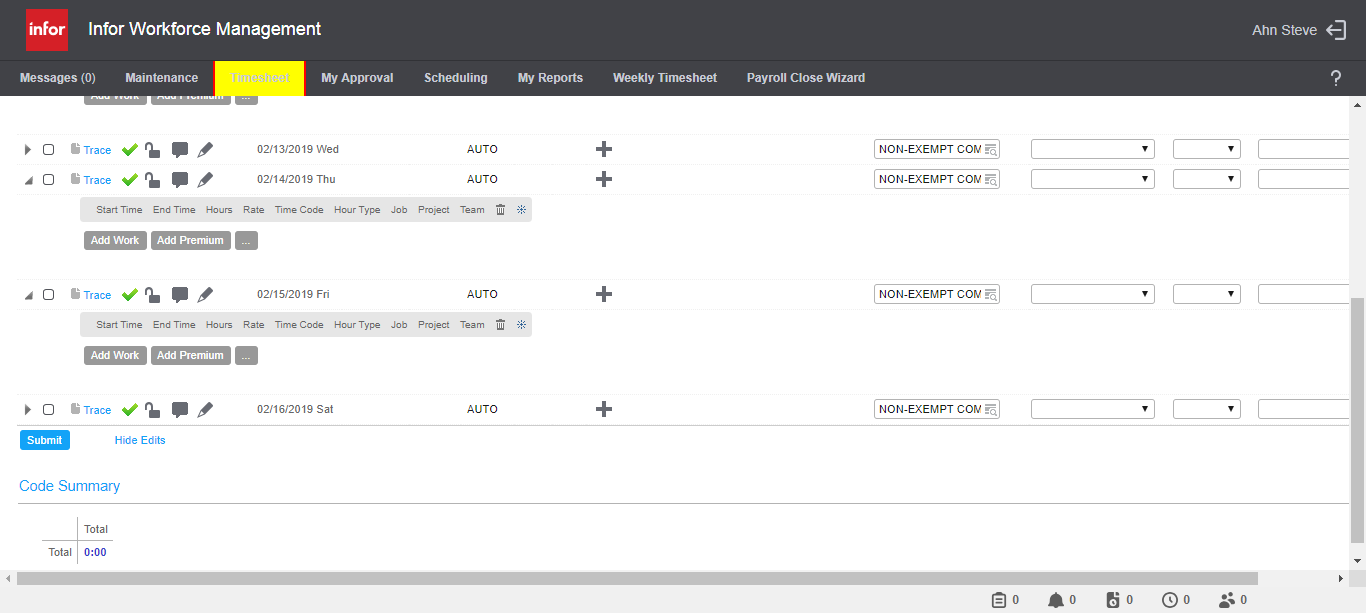 infor Infor Workforce Management Ahn Steve
Messages (0) Maintenance Timesheet My Approval Scheduling My Reports Weekly Timesheet Payroll Close Wizard ?
Add Work Add Premium ...
Trace 02/13/2019 Wed AUTO NON-EXEMPT COM
Trace 02/14/2019 Thu AUTO NON-EXEMPT COM
Start Time End Time Hours Rate Time Code Hour Type Job Project Team
Add Work Add Premium ...
Trace 02/15/2019 Fri AUTO NON-EXEMPT COM
Start Time End Time Hours Rate Time Code Hour Type Job Project Team
Add Work Add Premium ...
Trace 02/16/2019 Sat AUTO NON-EXEMPT COM
Submit Hide Edits
Code Summary
Total
Total 0:00
0 0 0 0 0